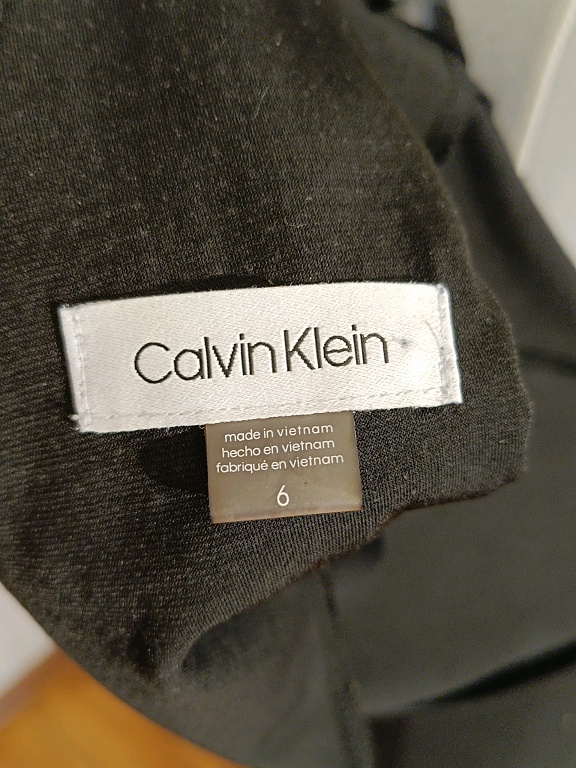 Calvin Klein
made in vietnam
hecho en vietnam
fabriqué en vietnam
6